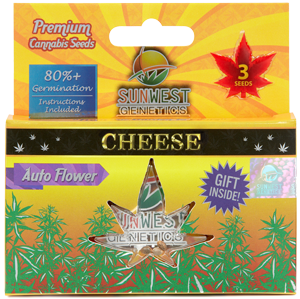 Premium
Cannabis Seeds
80%+
Germination
Instructions
Included
SUNWEST
GENETICS
3
SEEDS
CHEESE
Auto Flower
GIFT
INSIDE!
SUNWEST
GENETICS